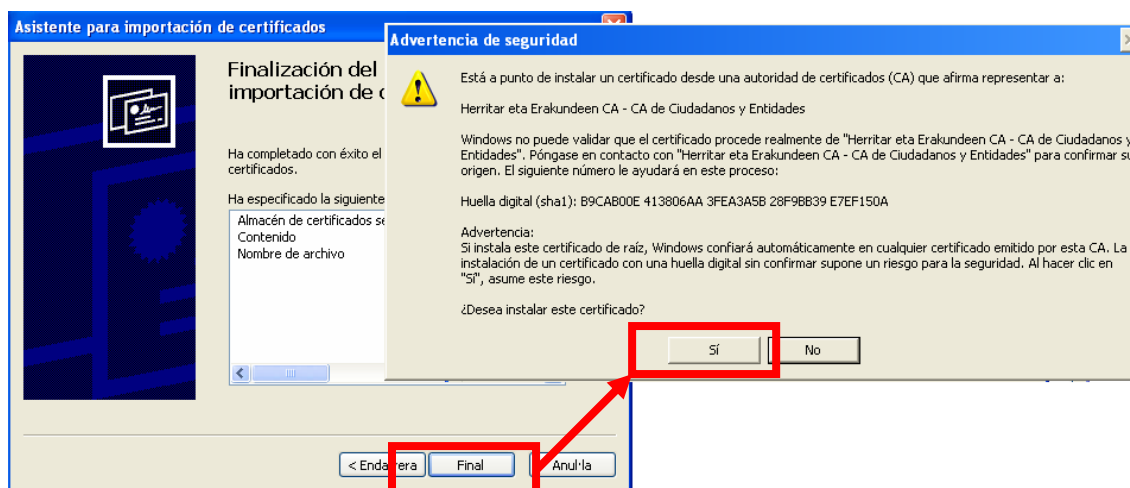 Asistente para importación de certificados
Finalización del
importación de
Ha completado con éxito el
certificados.
Ha especificado la siguiente
Almacén de certificados
Contenido
Nombre de archivo
< Enda rera
Final
Anul·la
Advertencia de seguridad
Está a punto de instalar un certificado desde una autoridad de certificados (CA) que afirma representar a:
Herritar eta Erakundeen CA - CA de Ciudadanos y Entidades
Windows no puede validar que el certificado procede realmente de "Herritar eta Erakundeen CA - CA de Ciudadanos y
Entidades". Póngase en contacto con "Herritar eta Erakundeen CA - CA de Ciudadanos y Entidades" para confirmar su
origen. El siguiente número le ayudará en este proceso:
Huella digital (sha1): B9CAB00E 413806AA 3FEA3A5B 28F9BB39 E7EF150A
Advertencia:
Si instala este certificado de raíz, Windows confiará automáticamente en cualquier certificado emitido por esta CA. La
instalación de un certificado con una huella digital sin confirmar supone un riesgo para la seguridad. Al hacer clic en
"Sí", asume este riesgo.
¿Desea instalar este certificado?
Sí
No